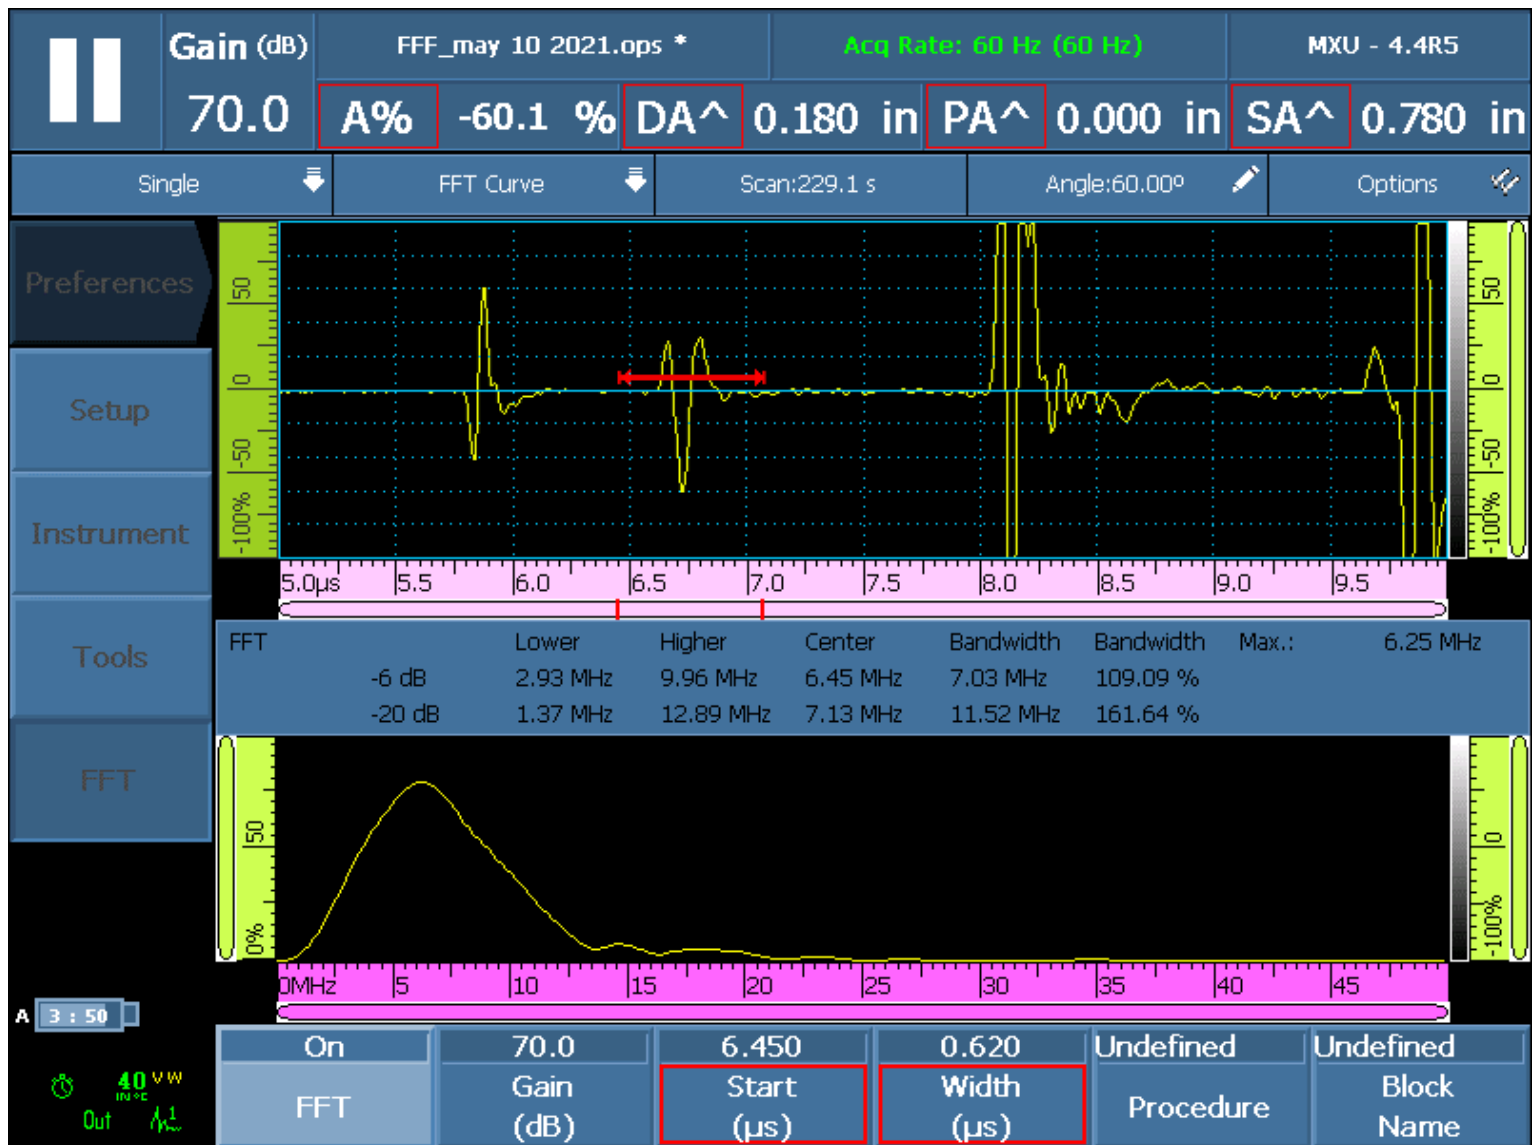 Gain (dB)
70.0
FFF_may 10 2021.ops *
Acq Rate: 60 Hz (60 Hz)
MXU - 4.4R5
A% -60.1 % DA^ 0.180 in PA^ 0.000 in SA^ 0.780 in
Single FFT Curve Scan:229.1 s Angle:60.00º Options
Preferences
Setup
Instrument
Tools
FFT
50 0 -50 -100%
50 0 -50 -100%
5.0µs 5.5 6.0 6.5 7.0 7.5 8.0 8.5 9.0 9.5
FFT Lower Higher Center Bandwidth Bandwidth Max.: 6.25 MHz
-6 dB 2.93 MHz 9.96 MHz 6.45 MHz 7.03 MHz 109.09 %
-20 dB 1.37 MHz 12.89 MHz 7.13 MHz 11.52 MHz 161.64 %
50 0%
0 -100%
0MHz 5 10 15 20 25 30 35 40 45
A 3 : 50
40 V W
IN °C
Out 1
On 70.0 6.450 0.620 Undefined Undefined
FFT Gain (dB) Start (µs) Width (µs) Procedure Block Name